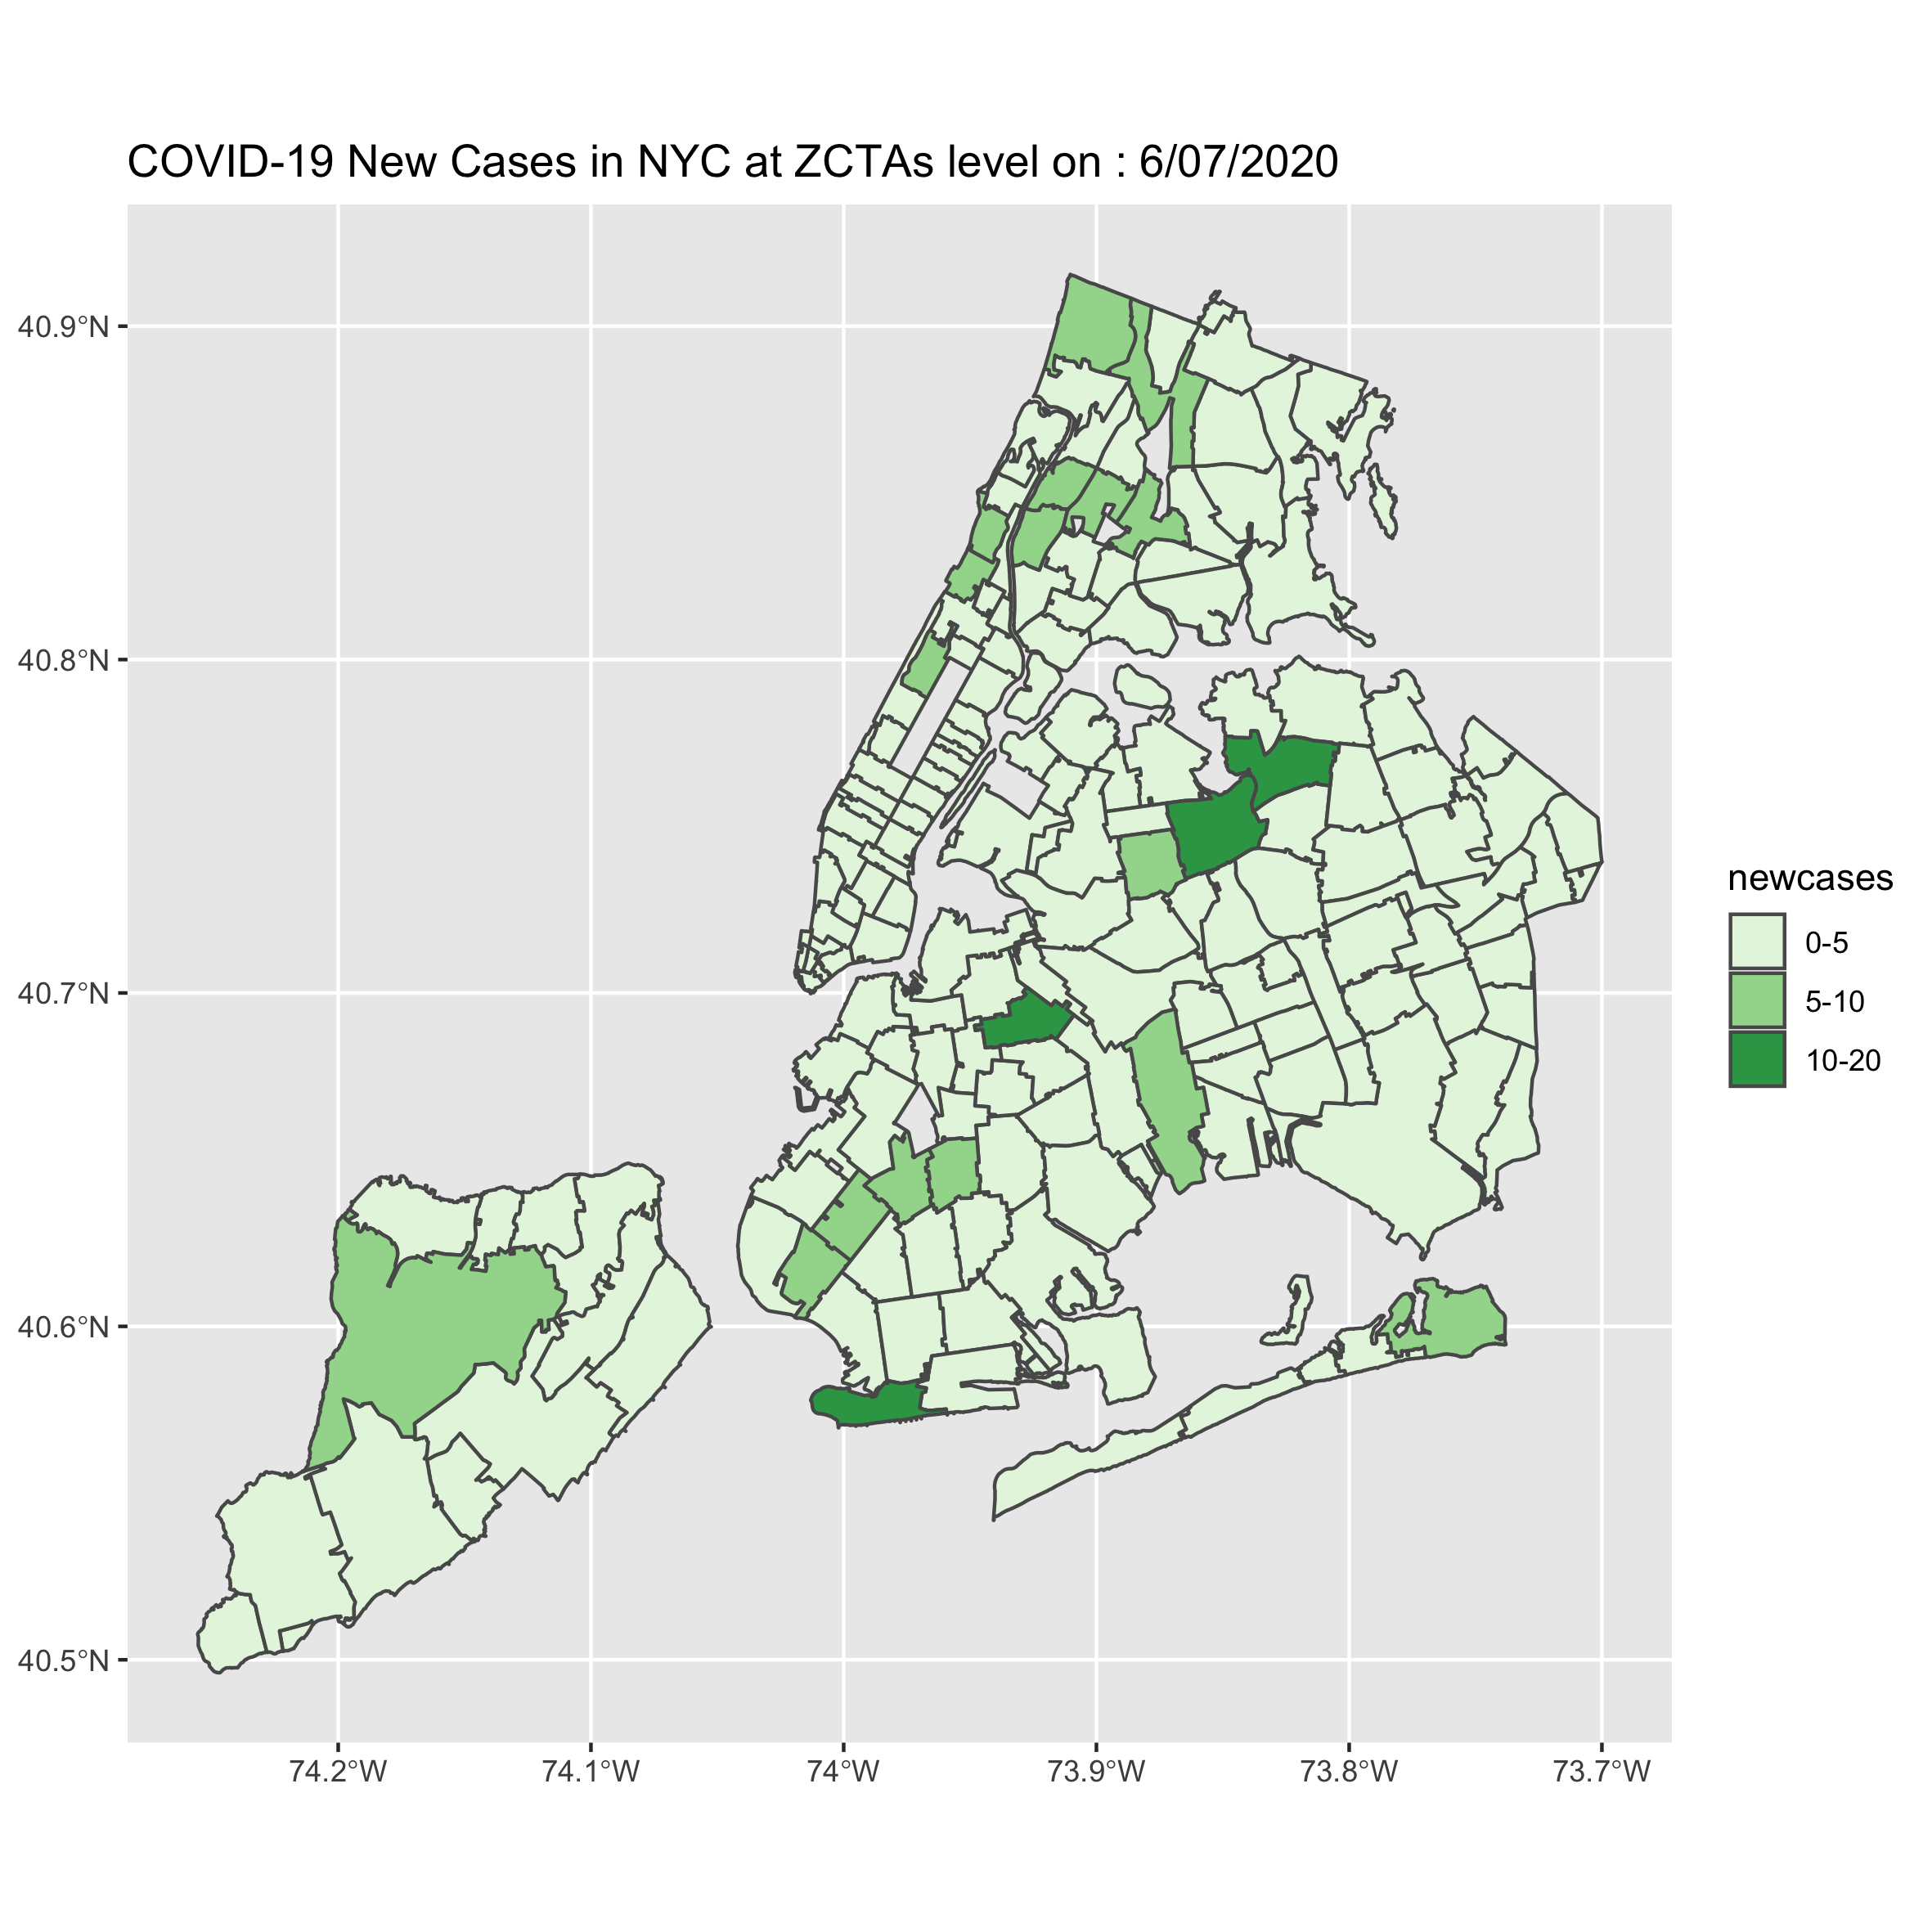 COVID-19 New Cases in NYC at ZCTAs level on : 6/07/2020
40.9°N
40.8°N
40.7°N
40.6°N
40.5°N
74.2°W
74.1°W
74°W
73.9°W
73.8°W
73.7°W
newcases
0-5
5-10
10-20